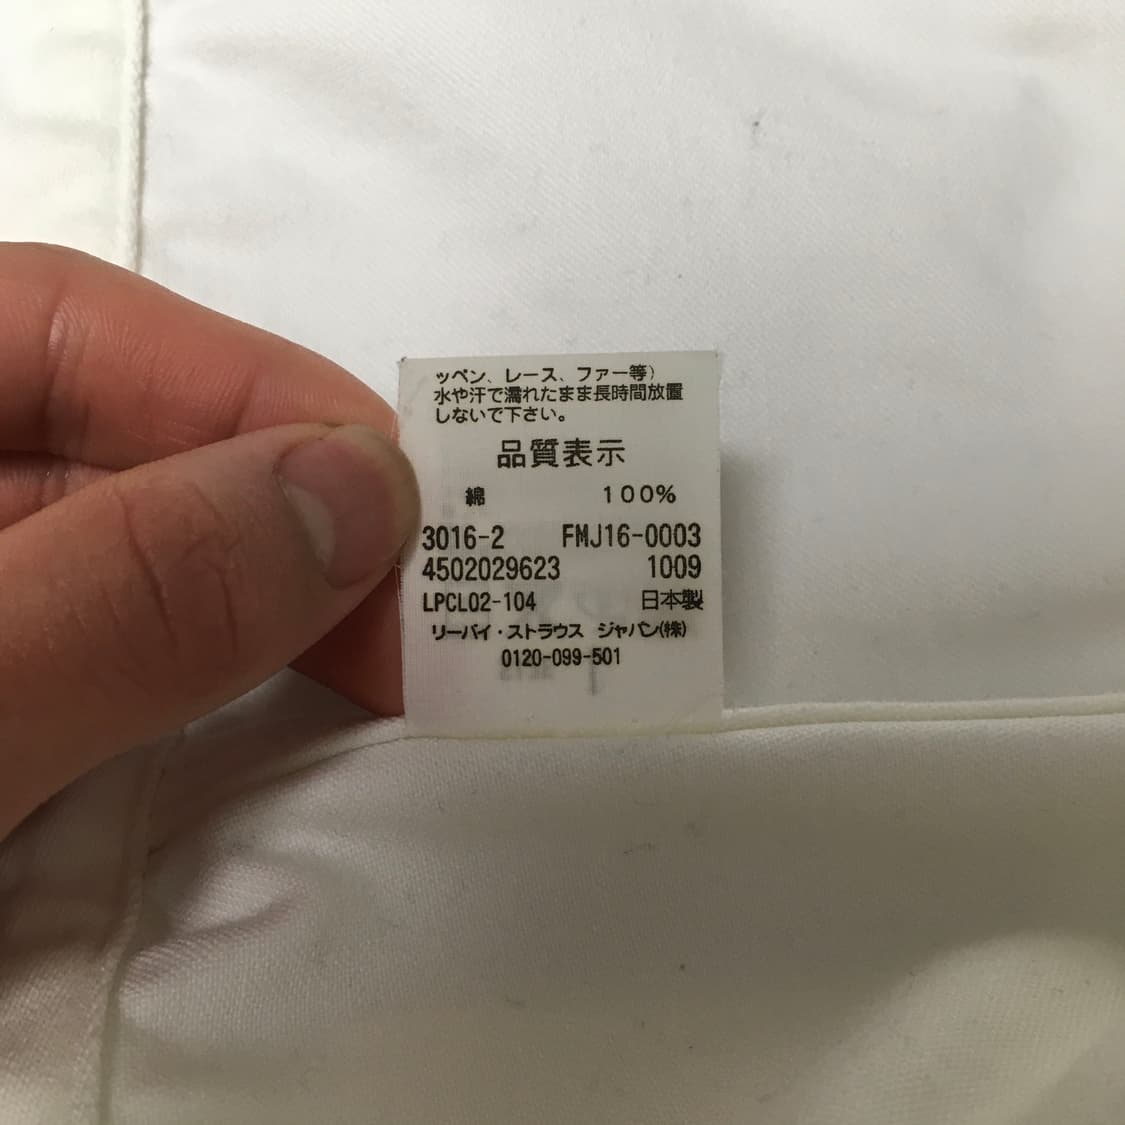 ッペン、レース、ファー等)
水や汗で濡れたまま長時間放置
しないで下さい。
品質表示
綿 100%
3016-2 FMJ16-0003
4502029623 1009
LPCL02-104 日本製
リーバイ・ストラウス ジャパン(株)
0120-099-501